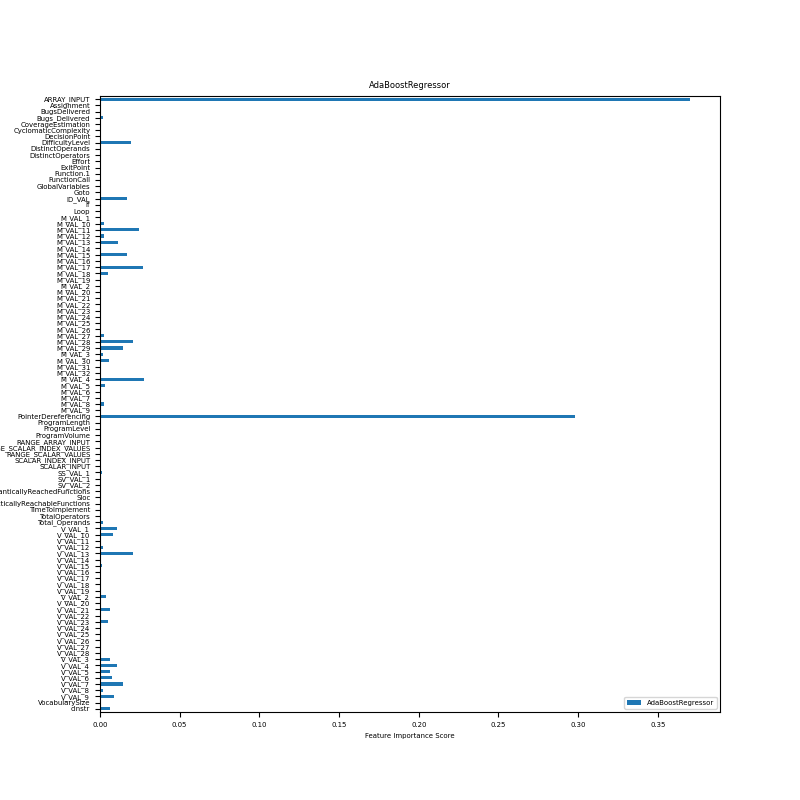 AdaBoostRegressor
ARRAY_INPUT
Assignment
BugsDelivered
Bugs_Delivered
CoverageEstimation
CyclomaticComplexity
DecisionPoint
DifficultyLevel
DistinctOperands
DistinctOperators
Effort
ExitPoint
Function.1
FunctionCall
GlobalVariables
Goto
ID_VAL
If
Loop
M_VAL_1
M_VAL_10
M_VAL_11
M_VAL_12
M_VAL_13
M_VAL_14
M_VAL_15
M_VAL_16
M_VAL_17
M_VAL_18
M_VAL_19
M_VAL_2
M_VAL_20
M_VAL_21
M_VAL_22
M_VAL_23
M_VAL_24
M_VAL_25
M_VAL_26
M_VAL_27
M_VAL_28
M_VAL_29
M_VAL_3
M_VAL_30
M_VAL_31
M_VAL_32
M_VAL_4
M_VAL_5
M_VAL_6
M_VAL_7
M_VAL_8
M_VAL_9
PointerDereferencing
ProgramLength
ProgramLevel
ProgramVolume
RANGE_ARRAY_INPUT
E_SCALAR_INDEX_VALUES
RANGE_SCALAR_VALUES
SCALAR_INDEX_INPUT
SCALAR_INPUT
SS_VAL_1
SV_VAL_1
SV_VAL_2
anticallyReachedFunctions
Sloc
ticallyReachableFunctions
TimeToImplement
TotalOperators
Total_Operands
V_VAL_1
V_VAL_10
V_VAL_11
V_VAL_12
V_VAL_13
V_VAL_14
V_VAL_15
V_VAL_16
V_VAL_17
V_VAL_18
V_VAL_19
V_VAL_2
V_VAL_20
V_VAL_21
V_VAL_22
V_VAL_23
V_VAL_24
V_VAL_25
V_VAL_26
V_VAL_27
V_VAL_28
V_VAL_3
V_VAL_4
V_VAL_5
V_VAL_6
V_VAL_7
V_VAL_8
V_VAL_9
VocabularySize
cinstr
AdaBoostRegressor
0.00 0.05 0.10 0.15 0.20 0.25 0.30 0.35
Feature Importance Score